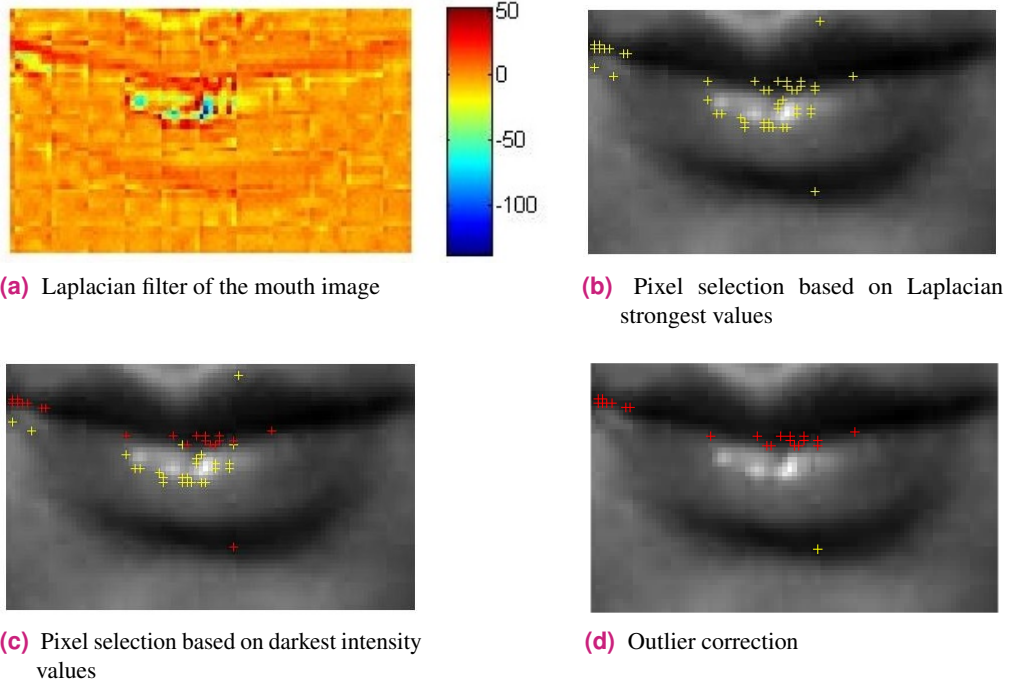 50
0
-50
-100
(a) Laplacian filter of the mouth image
(b) Pixel selection based on Laplacian
strongest values
(c) Pixel selection based on darkest intensity
values
(d) Outlier correction